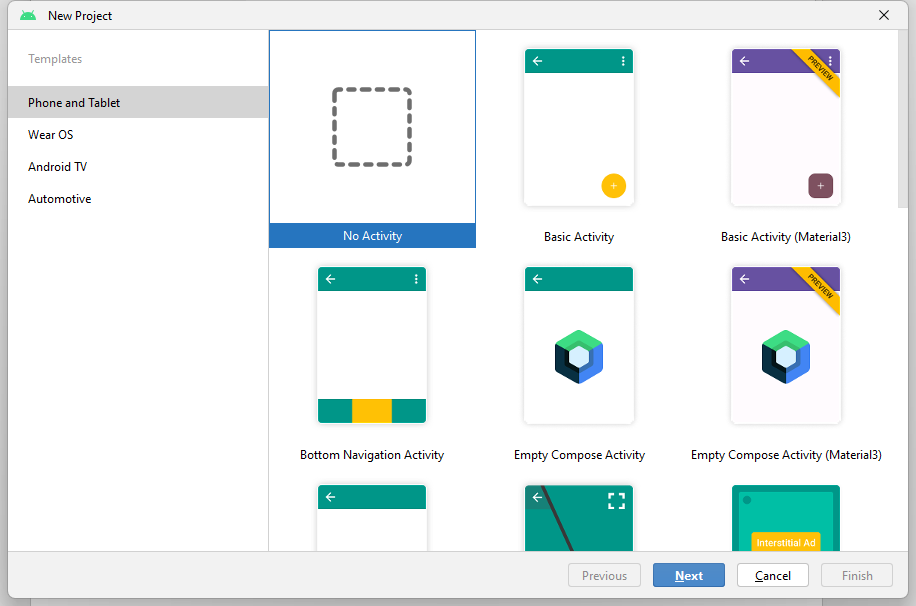 New Project
Templates
Phone and Tablet
Wear OS
Android TV
Automotive
No Activity
Basic Activity
PREVIEW
Basic Activity (Material3)
Bottom Navigation Activity
Empty Compose Activity
PREVIEW
Empty Compose Activity (Material3)
Interstitial Ad
Previous
Next
Cancel
Finish